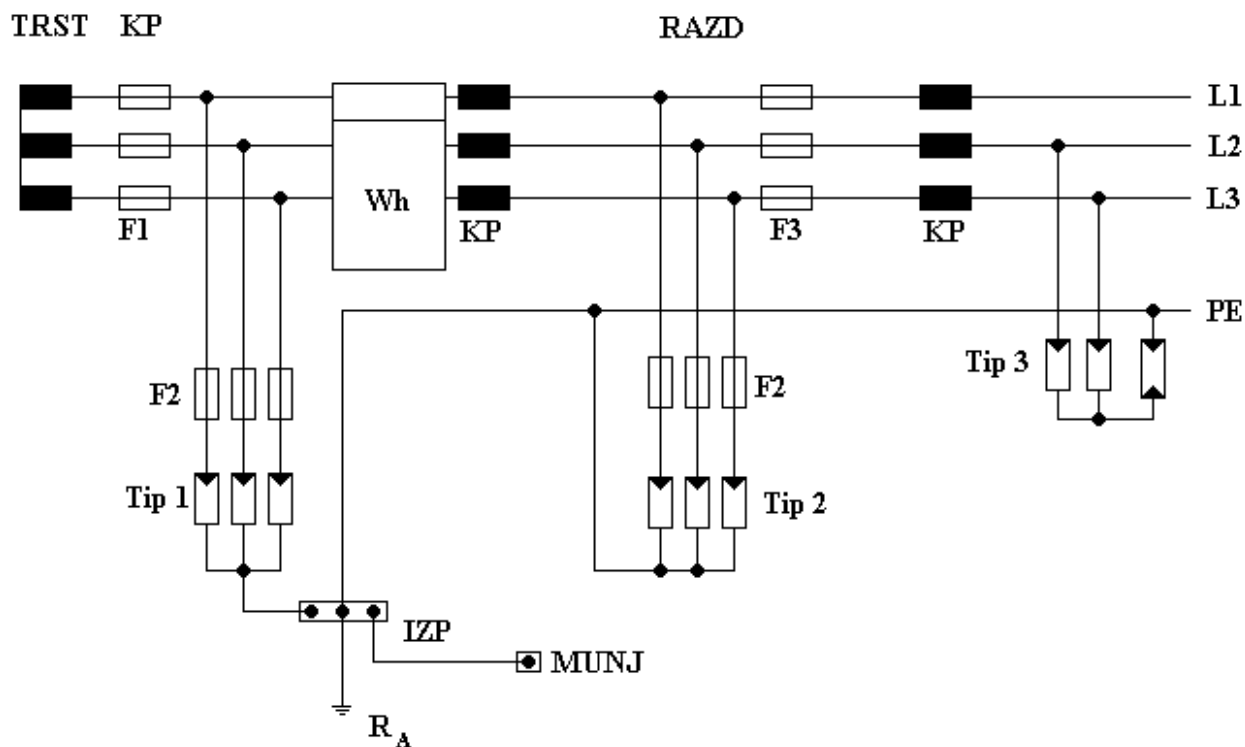 TRST KP RAZD
L1
L2
L3
Wh
F1 KP F3 KP
PE
Tip 3
F2 F2
Tip 1 Tip 2
IZP
MUNJ
R_A